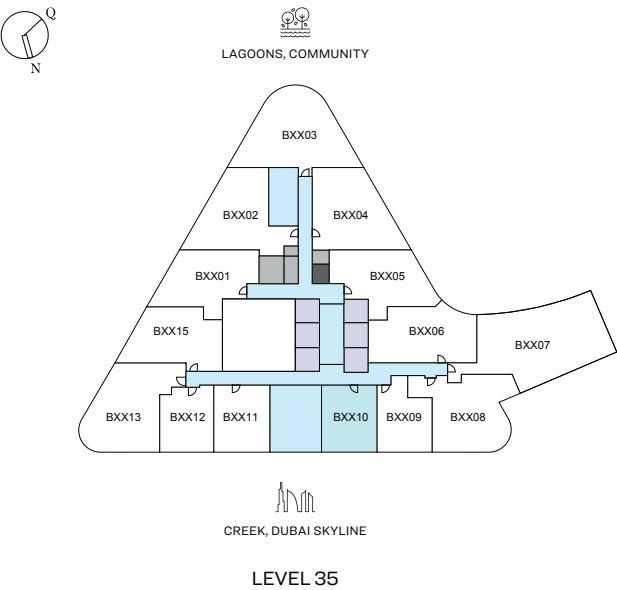 Q
N
LAGOONS, COMMUNITY
BXX03
BXX02
BXX04
BXX01
BXX05
BXX15
BXX06
BXX07
BXX13
BXX12
BXX11
BXX10
BXX09
BXX08
CREEK, DUBAI SKYLINE
LEVEL 35